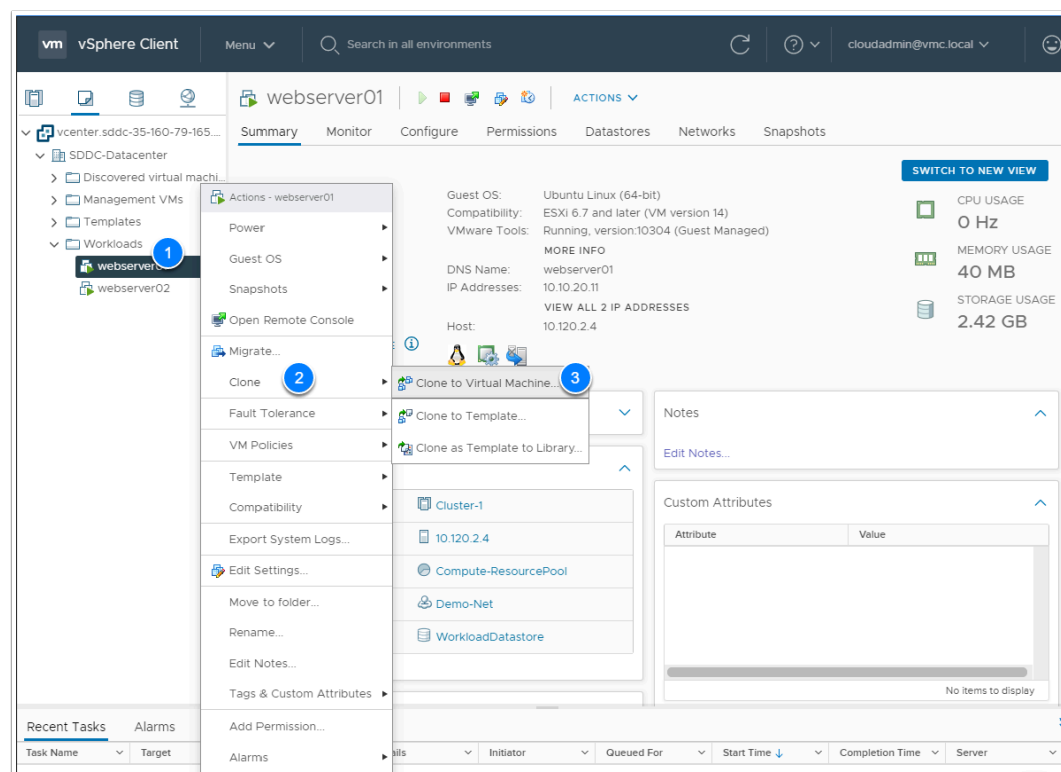 vm vSphere Client Menu Search in all environments cloudadmin@vmc.local
webserver01 ACTIONS
Summary Monitor Configure Permissions Datastores Networks Snapshots
vcenter.sddc-35-160-79-165....
SDDC-Datacenter
Discovered virtual machi...
Management VMs
Templates
Workloads
1
webserver0
webserver02
SWITCH TO NEW VIEW
Guest OS: Ubuntu Linux (64-bit)
Compatibility: ESXi 6.7 and later (VM version 14)
VMware Tools: Running, version:10304 (Guest Managed)
MORE INFO
DNS Name: webserver01
IP Addresses: 10.10.20.11
VIEW ALL 2 IP ADDRESSES
Host: 10.120.2.4
CPU USAGE
0 Hz
MEMORY USAGE
40 MB
STORAGE USAGE
2.42 GB
Actions - webserver01
Power
Guest OS
Snapshots
Open Remote Console
Migrate...
Clone 2
Fault Tolerance
VM Policies
Template
Compatibility
Export System Logs...
Edit Settings...
Move to folder...
Rename...
Edit Notes...
Tags & Custom Attributes
Add Permission...
Alarms
Clone to Virtual Machine... 3
Clone to Template...
Clone as Template to Library...
Cluster-1
10.120.2.4
Compute-ResourcePool
Demo-Net
WorkloadDatastore
Notes
Edit Notes...
Custom Attributes
Attribute Value
No items to display
Recent Tasks Alarms
Task Name Target Initiator Queued For Start Time Completion Time Server